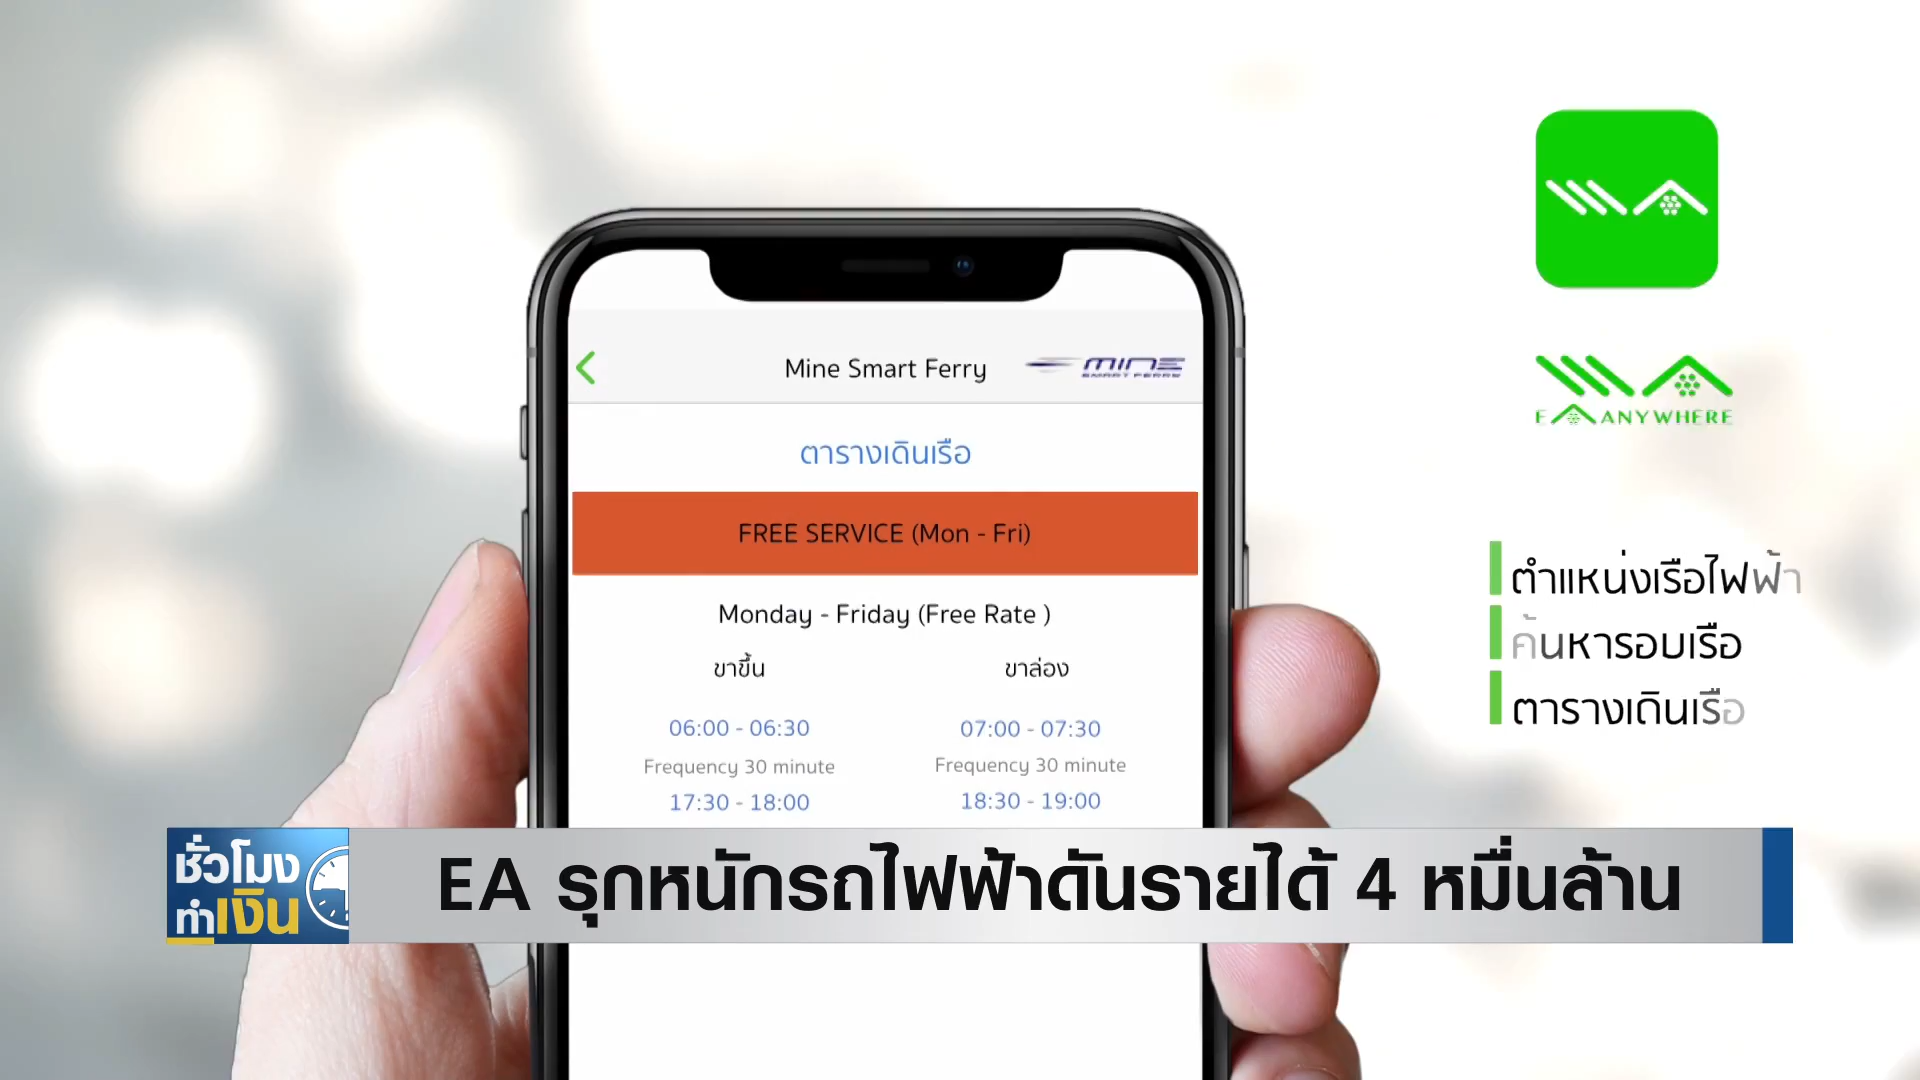 Mine Smart Ferry
MINE
SMART FERRY
ตารางเดินเรือ
FREE SERVICE (Mon - Fri)
Monday - Friday (Free Rate )
ขาขึ้น
ขาล่อง
06:00 - 06:30
07:00 - 07:30
Frequency 30 minute
Frequency 30 minute
17:30 - 18:00
18:30 - 19:00
EA ANYWHERE
ตำแหน่งเรือไฟฟ้า
ค้นหารอบเรือ
ตารางเดินเรือ
ชั่วโมง
ทำเงิน
EA รุกหนักรถไฟฟ้าดันรายได้ 4 หมื่นล้าน